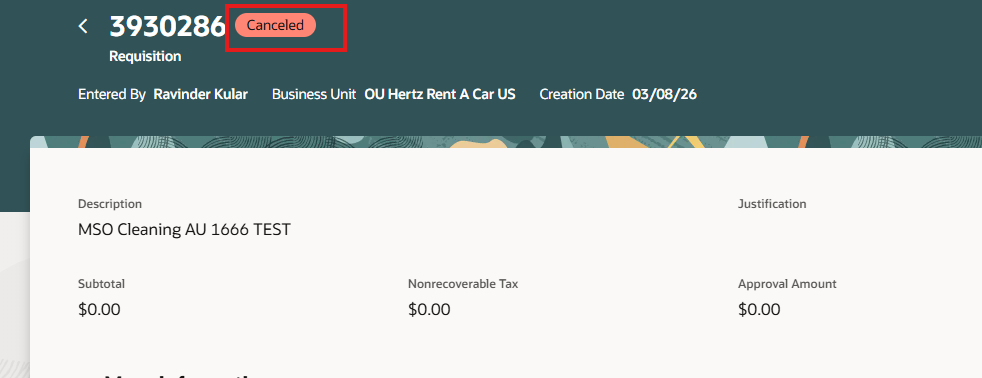 3930286 Canceled
Requisition
Entered By Ravinder Kular Business Unit OU Hertz Rent A Car US Creation Date 03/08/26
Description Justification
MSO Cleaning AU 1666 TEST
Subtotal Nonrecoverable Tax Approval Amount
$0.00 $0.00 $0.00